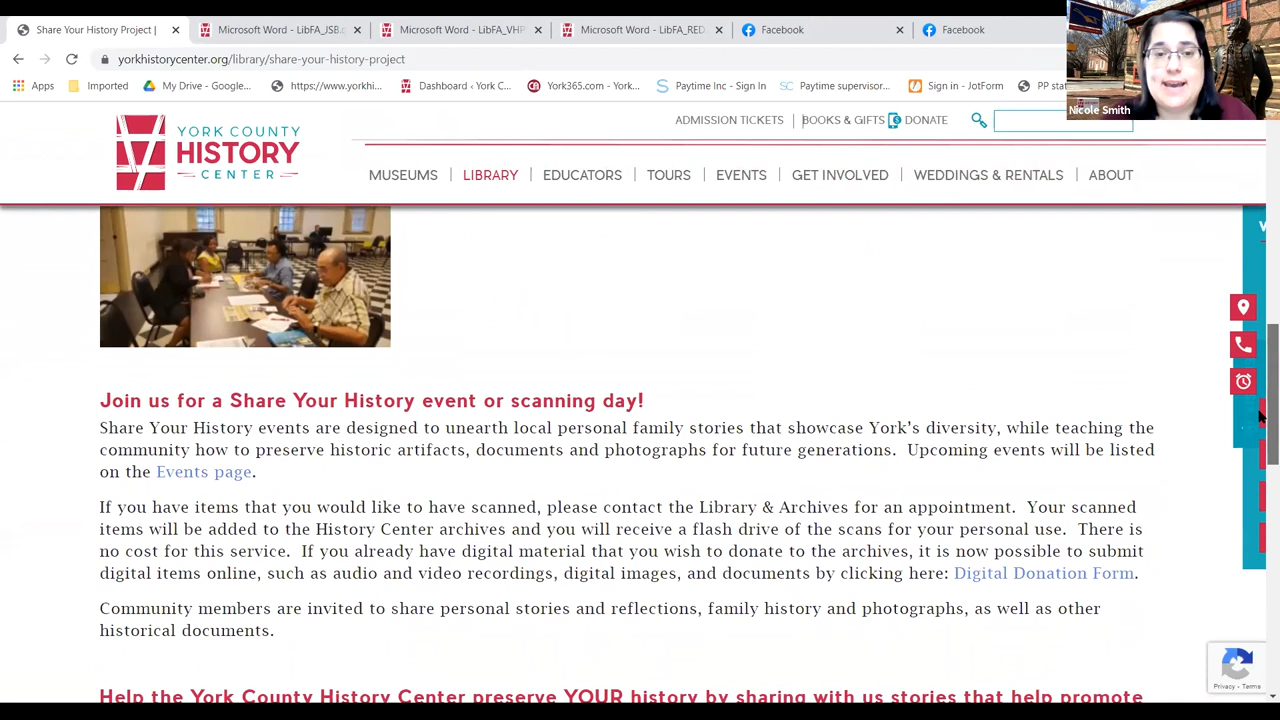 Share Your History Project |
Microsoft Word - LibFA_JSB.
Microsoft Word - LibFA_VHP
Microsoft Word - LibFA_RED
Facebook
Facebook
yorkhistorycenter.org/library/share-your-history-project
Apps
Imported
My Drive - Google...
https://www.yorkhi...
Dashboard ‹ York C...
York365.com - York...
Paytime Inc - Sign In
Paytime supervisor...
Sign in - JotForm
PP sta
Nicole Smith
YORK COUNTY
HISTORY
CENTER
ADMISSION TICKETS
BOOKS & GIFTS
DONATE
MUSEUMS
LIBRARY
EDUCATORS
TOURS
EVENTS
GET INVOLVED
WEDDINGS & RENTALS
ABOUT
Join us for a Share Your History event or scanning day!
Share Your History events are designed to unearth local personal family stories that showcase York's diversity, while teaching the
community how to preserve historic artifacts, documents and photographs for future generations. Upcoming events will be listed
on the Events page.
If you have items that you would like to have scanned, please contact the Library & Archives for an appointment. Your scanned
items will be added to the History Center archives and you will receive a flash drive of the scans for your personal use. There is
no cost for this service. If you already have digital material that you wish to donate to the archives, it is now possible to submit
digital items online, such as audio and video recordings, digital images, and documents by clicking here: Digital Donation Form.
Community members are invited to share personal stories and reflections, family history and photographs, as well as other
historical documents.
Help the York County History Center preserve YOUR history by sharing with us stories that help promote
Privacy - Terms